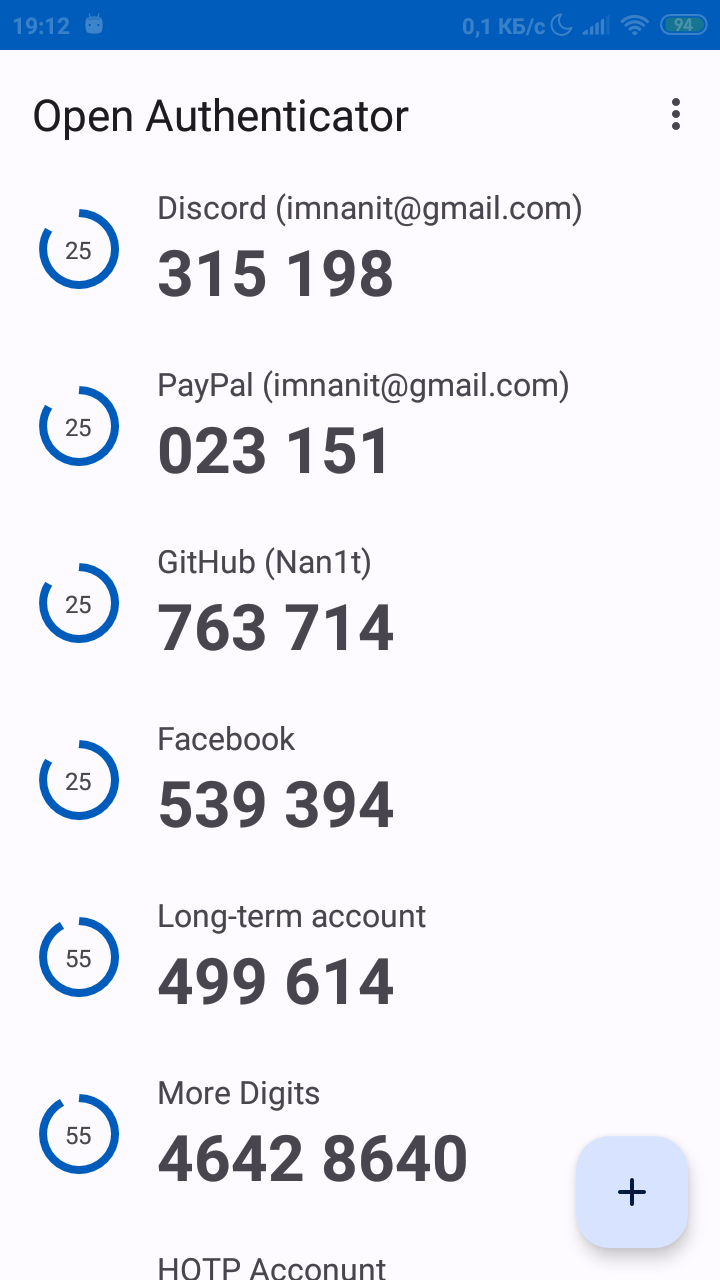 19:12 0,1 КБ/с 94
Open Authenticator
Discord (imnanit@gmail.com)
25
315 198
PayPal (imnanit@gmail.com)
25
023 151
GitHub (Nan1t)
25
763 714
Facebook
25
539 394
Long-term account
55
499 614
More Digits
55
4642 8640
+
HOTP Acconunt